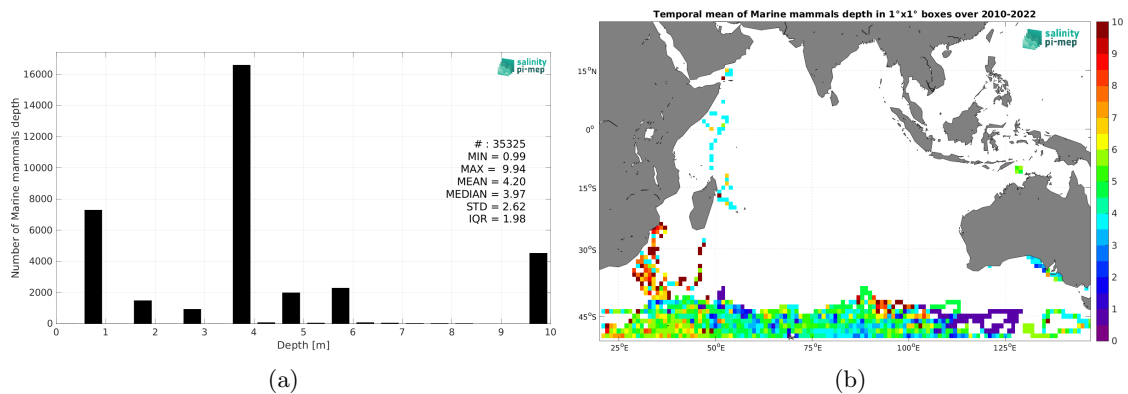 16000
14000
12000
10000
8000
6000
4000
2000
0
Number of Marine mammals depth
salinity
pi-mep
# : 35325
MIN = 0.99
MAX = 9.94
MEAN = 4.20
MEDIAN = 3.97
STD = 2.62
IQR = 1.98
0 1 2 3 4 5 6 7 8 9 10
Depth [m]
(a)
Temporal mean of Marine mammals depth in 1°x1° boxes over 2010-2022
salinity
pi-mep
15°N
0°
15°S
30°S
45°S
25°E 50°E 75°E 100°E 125°E
10
9
8
7
6
5
4
3
2
1
0
(b)